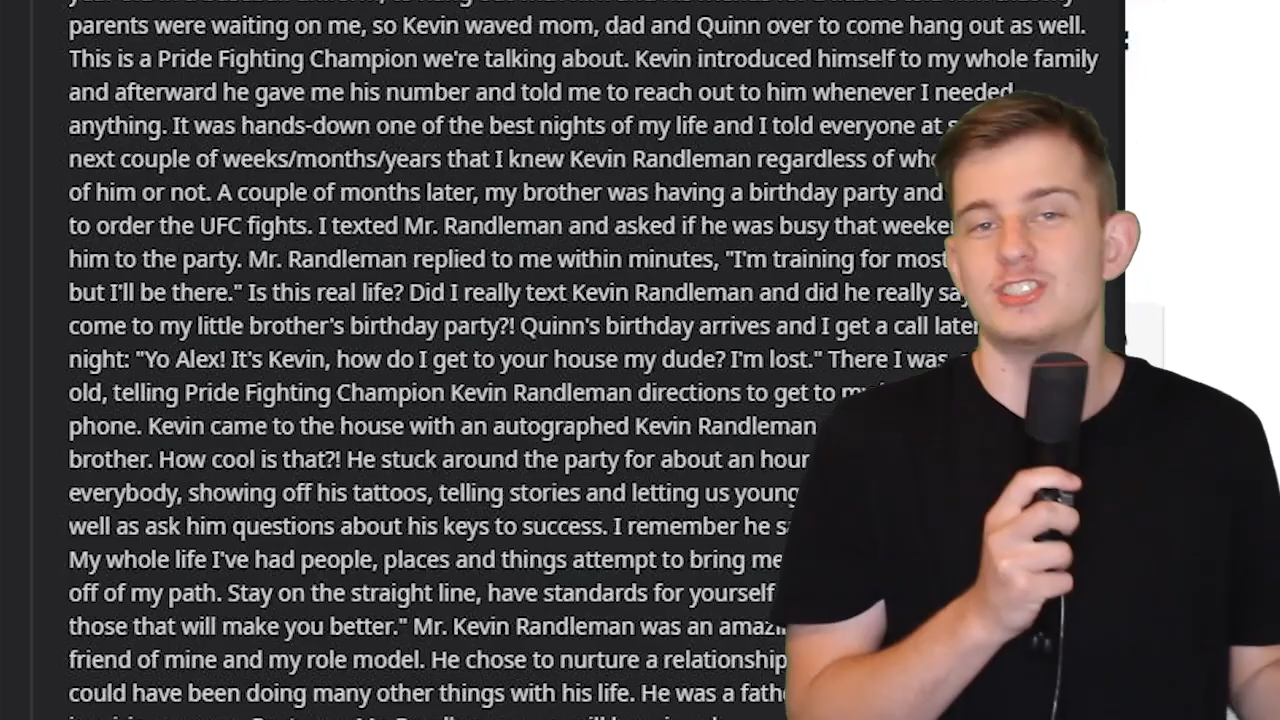 parents were waiting on me, so Kevin waved mom, dad and Quinn over to come hang out as well.
This is a Pride Fighting Champion we're talking about. Kevin introduced himself to my whole family
and afterward he gave me his number and told me to reach out to him whenever I needed
anything. It was hands-down one of the best nights of my life and I told everyone at
next couple of weeks/months/years that I knew Kevin Randleman regardless of
of him or not. A couple of months later, my brother was having a birthday party and
to order the UFC fights. I texted Mr. Randleman and asked if he was busy that
him to the party. Mr. Randleman replied to me within minutes, "I'm training for most
but I'll be there." Is this real life? Did I really text Kevin Randleman and did he really
come to my little brother's birthday party?! Quinn's birthday arrives and I get a call later
night: "Yo Alex! It's Kevin, how do I get to your house my dude? I'm lost." There I was,
old, telling Pride Fighting Champion Kevin Randleman directions to get to
phone. Kevin came to the house with an autographed Kevin Randleman
brother. How cool is that?! He stuck around the party for about an hour
everybody, showing off his tattoos, telling stories and letting us young
well as ask him questions about his keys to success. I remember he
My whole life I've had people, places and things attempt to bring me
off of my path. Stay on the straight line, have standards for yourself
those that will make you better." Mr. Kevin Randleman was an
friend of mine and my role model. He chose to nurture a relationship
could have been doing many other things with his life. He was a